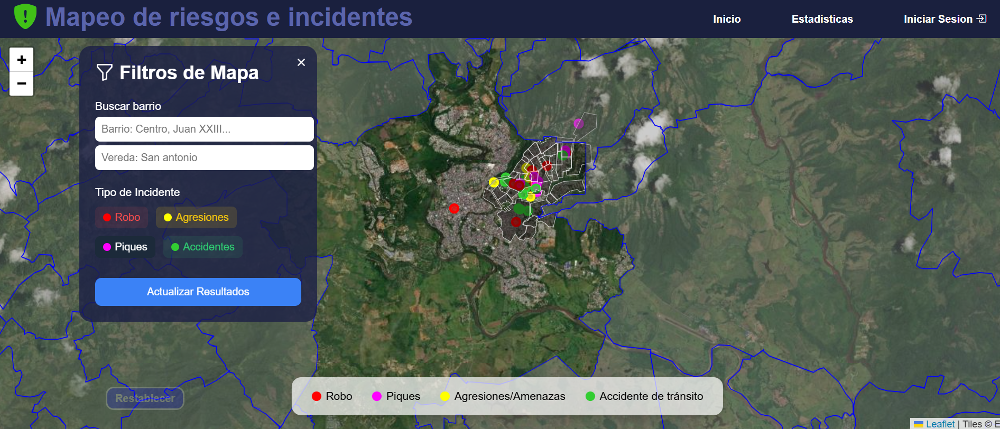 Mapeo de riesgos e incidentes
Inicio
Estadisticas
Iniciar Sesion
+
−
×
Filtros de Mapa
Buscar barrio
Barrio: Centro, Juan XXIII...
Vereda: San antonio
Tipo de Incidente
Robo
Agresiones
Piques
Accidentes
Actualizar Resultados
Restablecer
Robo
Piques
Agresiones/Amenazas
Accidente de tránsito
Leaflet | Tiles © E